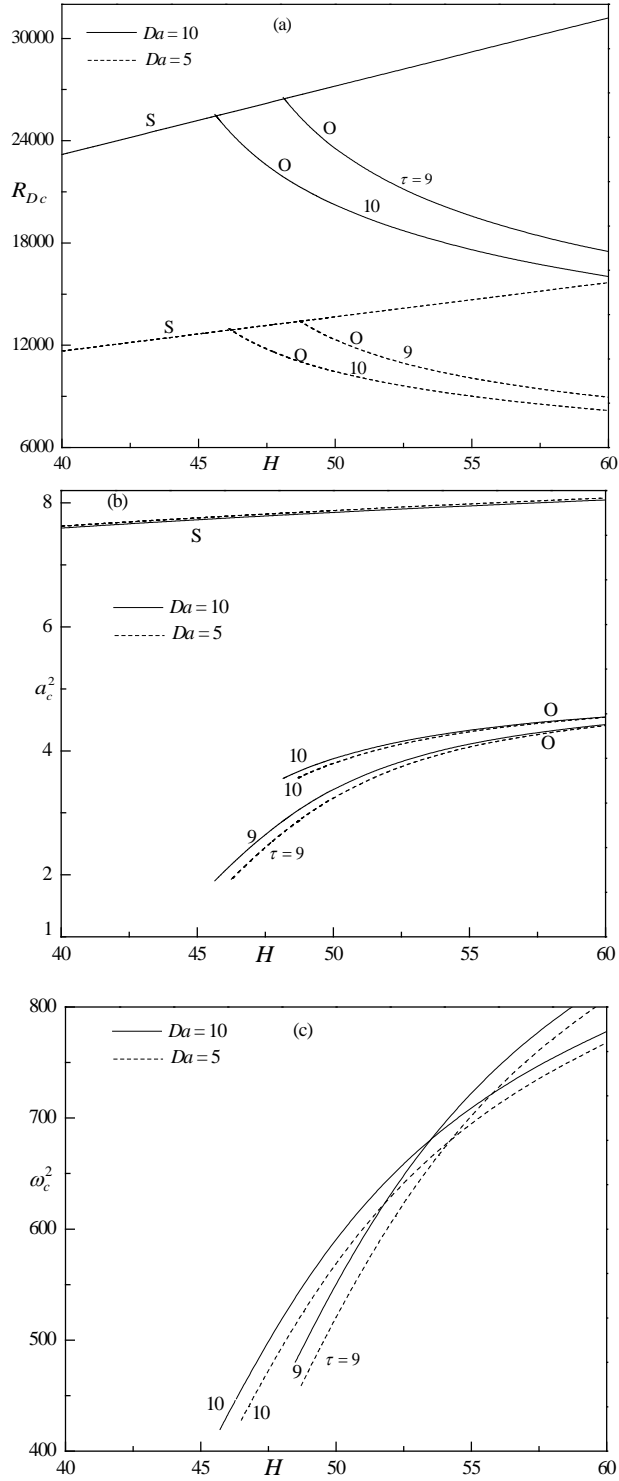 (a)
Da = 10
Da = 5
30000
24000
18000
12000
6000
R_{Dc}
S
O
O
τ = 9
10
S
O
O
9
10
40 45 50 55 60
H
(b)
8
6
4
2
1
a_c^2
S
Da = 10
Da = 5
O
O
10
10
9
τ = 9
40 45 50 55 60
H
(c)
Da = 10
Da = 5
800
700
600
500
400
ω_c^2
10
10
9
τ = 9
40 45 50 55 60
H